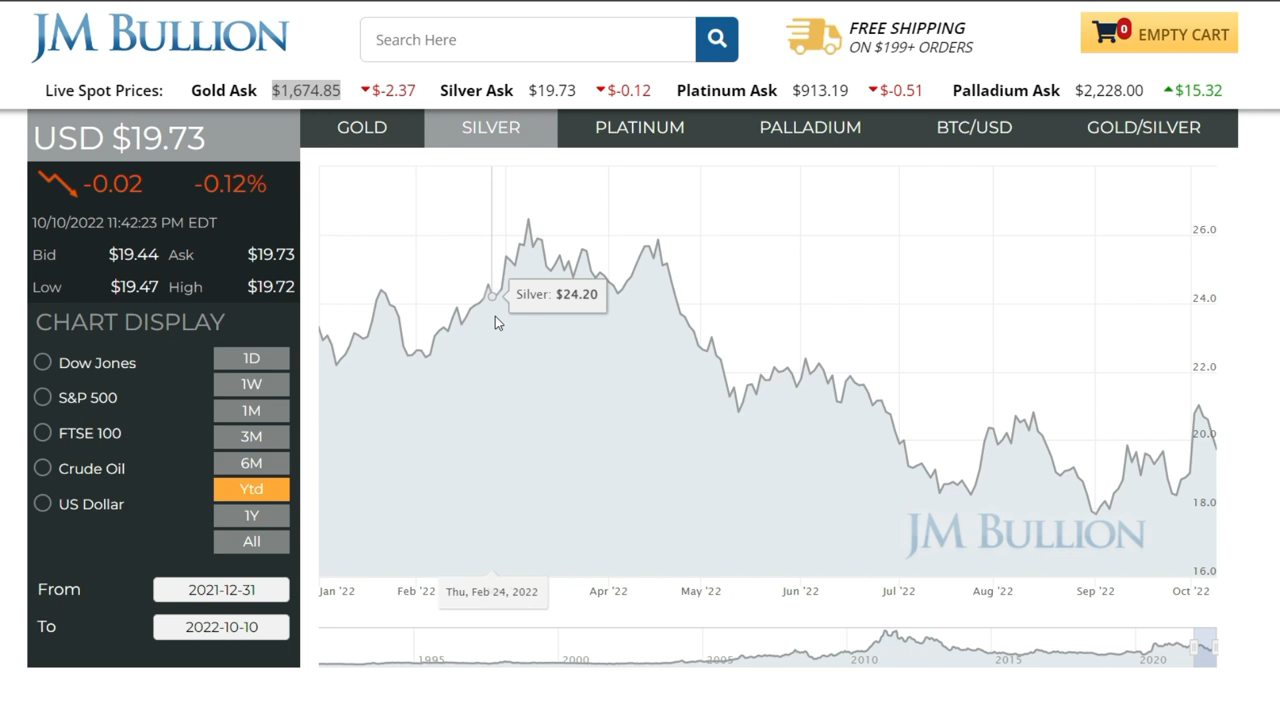 JM BULLION
Search Here
FREE SHIPPING
ON $199+ ORDERS
0
EMPTY CART
Live Spot Prices: Gold Ask $1,674.85 $-2.37 Silver Ask $19.73 $-0.12 Platinum Ask $913.19 $-0.51 Palladium Ask $2,228.00 $15.32
USD $19.73
GOLD SILVER PLATINUM PALLADIUM BTC/USD GOLD/SILVER
-0.02 -0.12%
10/10/2022 11:42:23 PM EDT
Bid $19.44 Ask $19.73
Low $19.47 High $19.72
CHART DISPLAY
Dow Jones
S&P 500
FTSE 100
Crude Oil
US Dollar
1D
1W
1M
3M
6M
Ytd
1Y
All
From 2021-12-31
To 2022-10-10
26.0
24.0
22.0
20.0
18.0
16.0
Silver: $24.20
JM BULLION
Jan '22 Feb '22 Thu, Feb 24, 2022 Apr '22 May '22 Jun '22 Jul '22 Aug '22 Sep '22 Oct '22
1995 2000 2005 2010 2015 2020